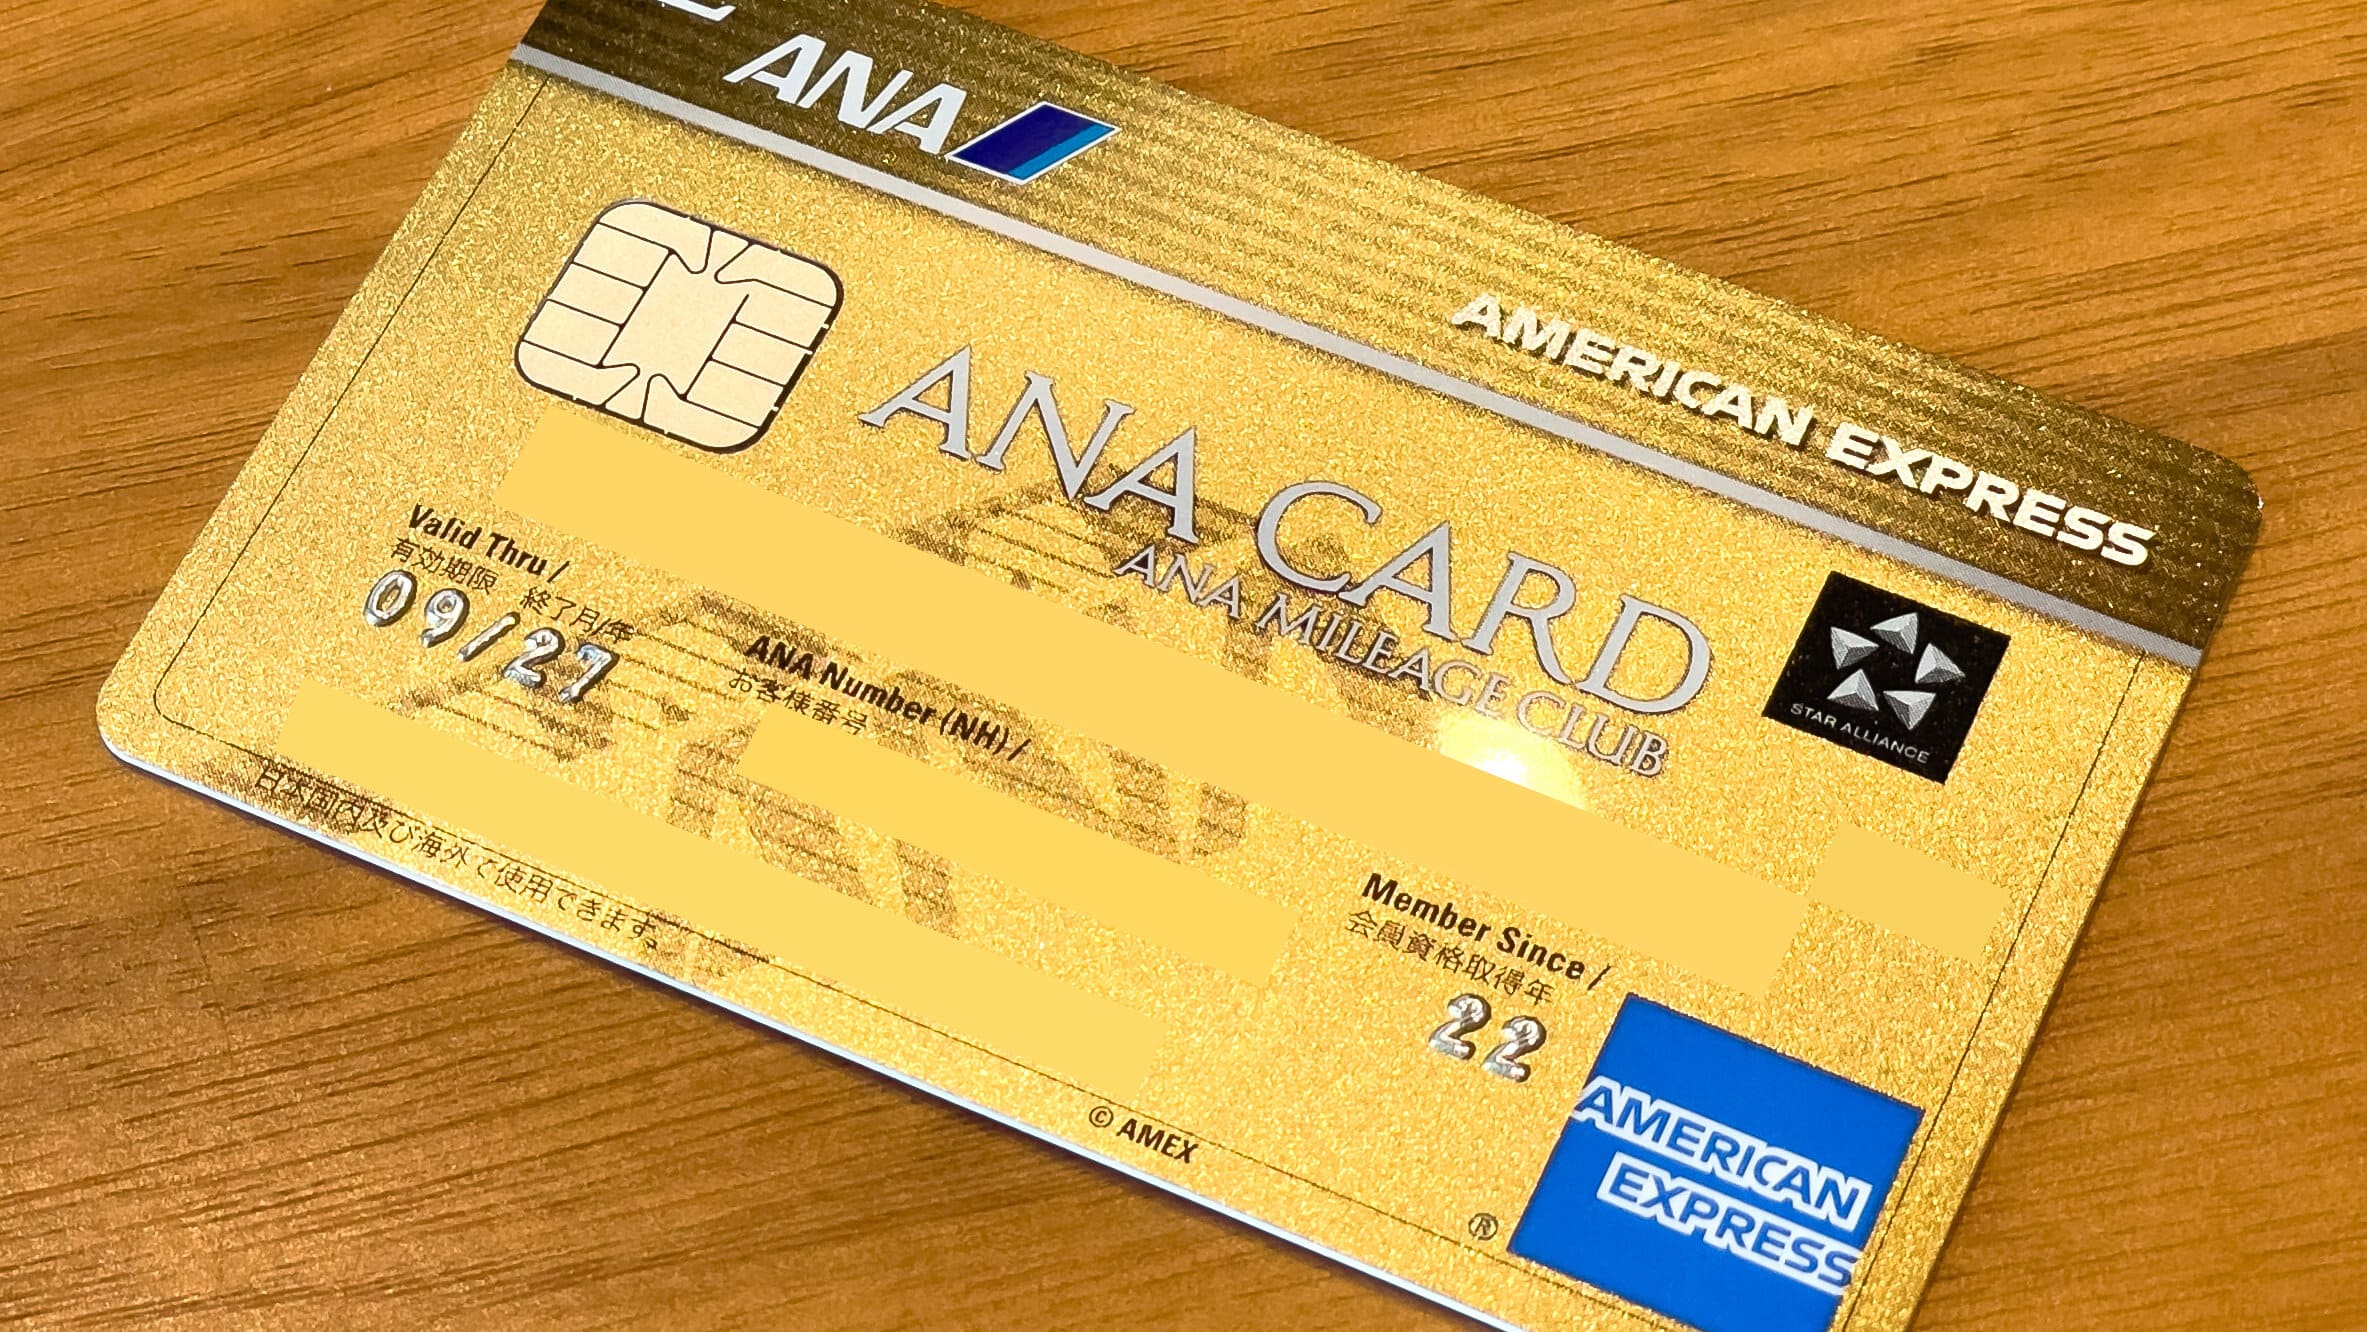 ANA
AMERICAN EXPRESS
ANA CARD
ANA MILEAGE CLUB
STAR ALLIANCE
Valid Thru /
有効期限 終了月/年
09/27
ANA Number (NH) /
お客様番号
Member Since /
会員資格取得年
22
日本国内及び海外で使用できます。
© AMEX
®
AMERICAN
EXPRESS